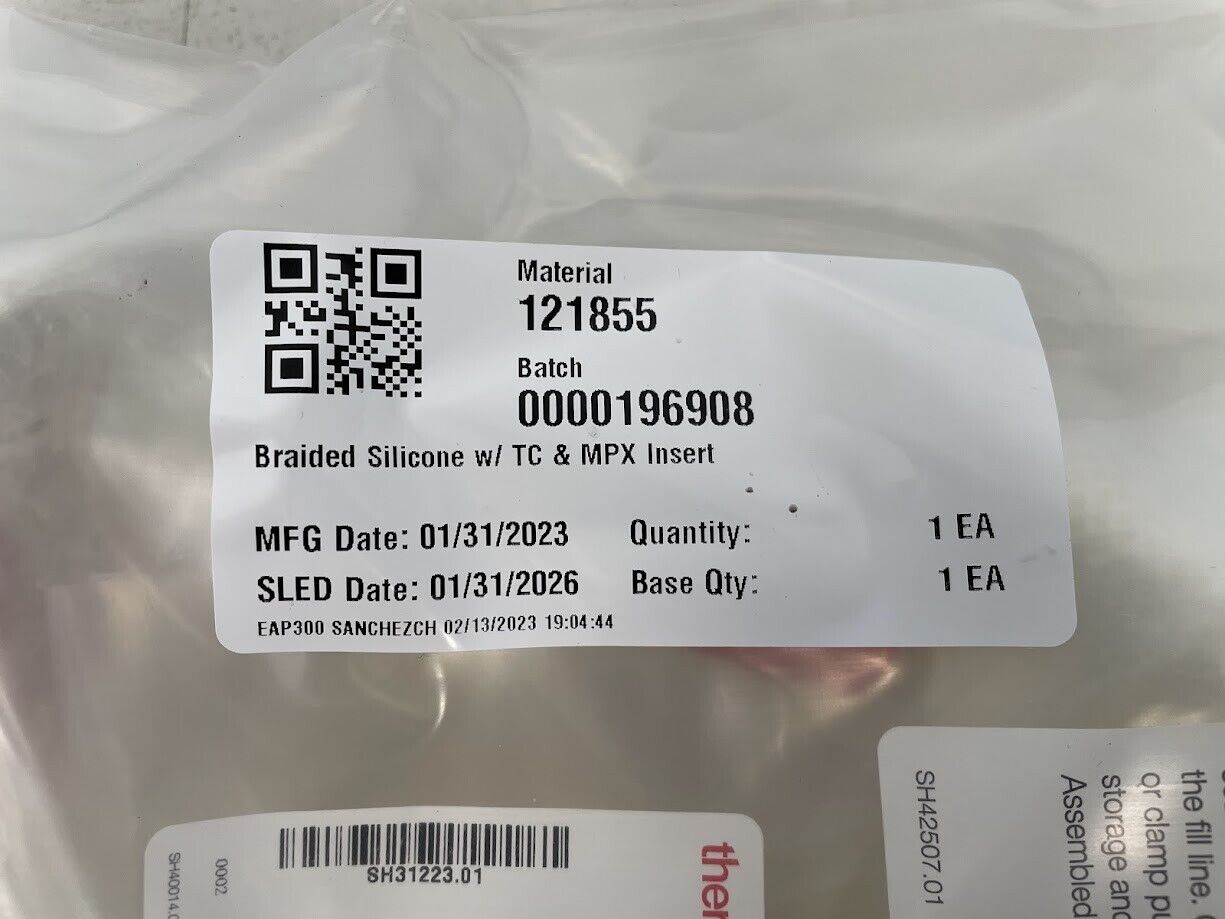 Material
121855
Batch
0000196908
Braided Silicone w/ TC & MPX Insert
MFG Date: 01/31/2023 Quantity: 1 EA
SLED Date: 01/31/2026 Base Qty: 1 EA
EAP300 SANCHEZCH 02/13/2023 19:04:44
SH31223.01
0002
SH40014.0
ther
SH42507.01
the fill line.
or clamp
storage and
Assembled